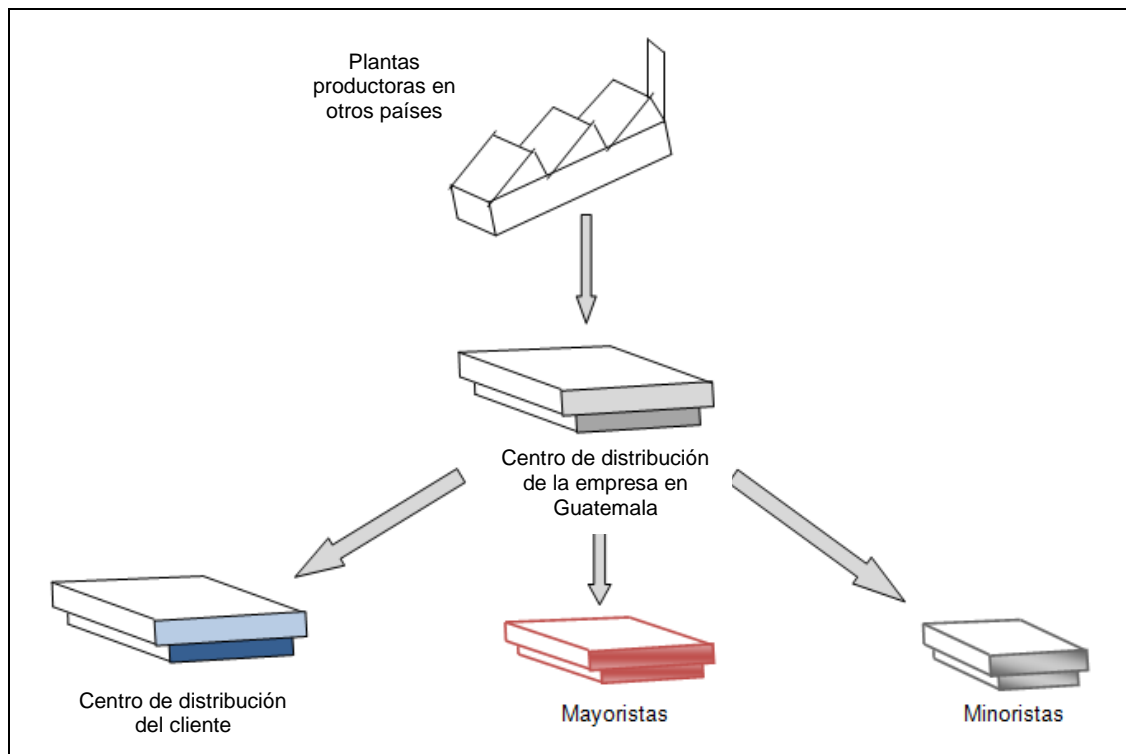 Plantas
productoras en
otros países
Centro de distribución
de la empresa en
Guatemala
Centro de distribución
del cliente
Mayoristas
Minoristas